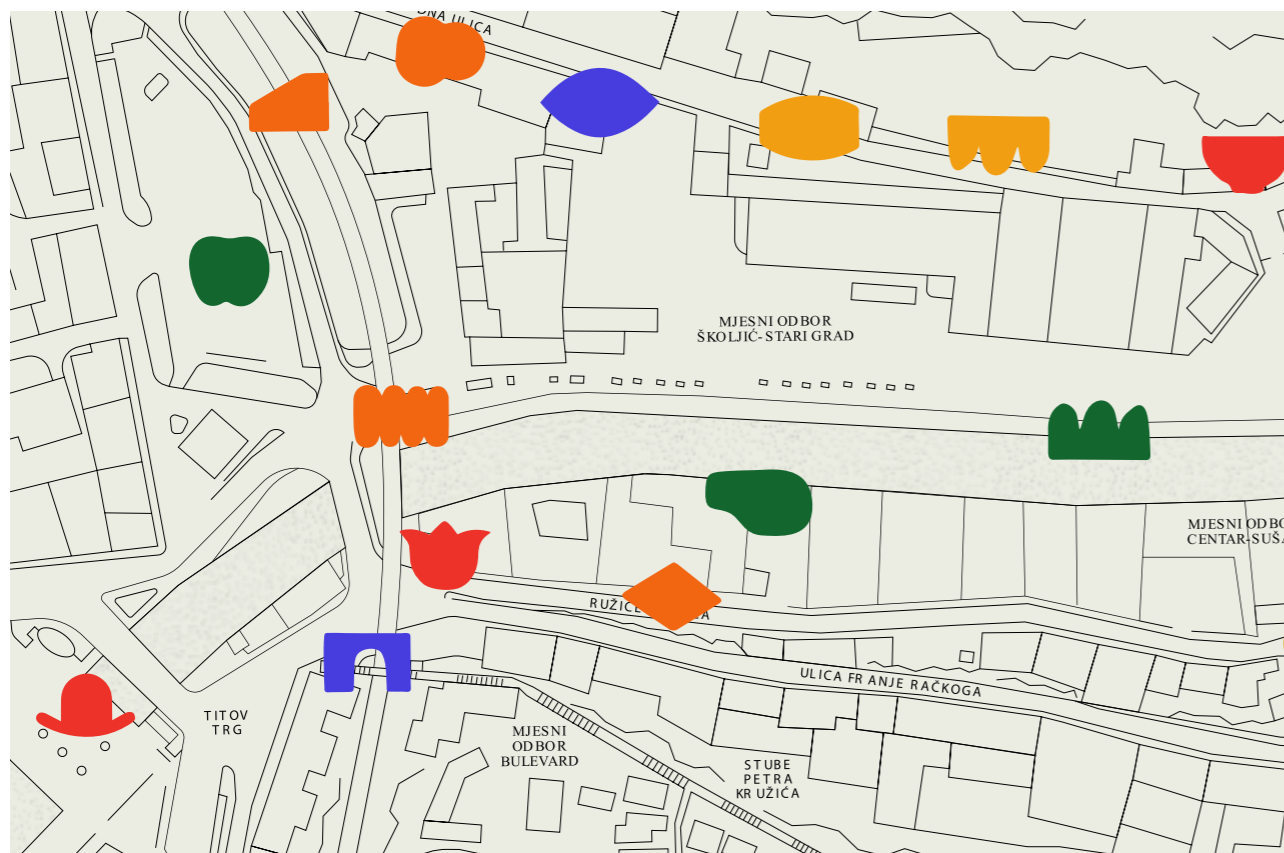 ULICA
MJESNI ODBOR
ŠKOLJIĆ-STARI GRAD
MJESNI
CENTAR-SUŠA
ULICA FRANJE RAČKOGA
TITOV
TRG
MJESNI
ODBOR
BULEVARD
STUBE
PETRA
KRUŽIĆA